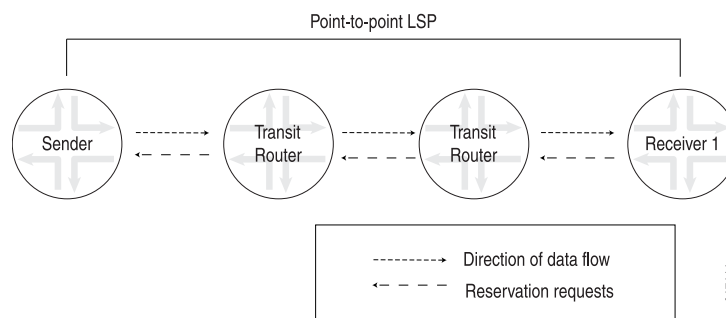 Point-to-point LSP
Sender
Transit
Router
Transit
Router
Receiver 1
Direction of data flow
Reservation requests